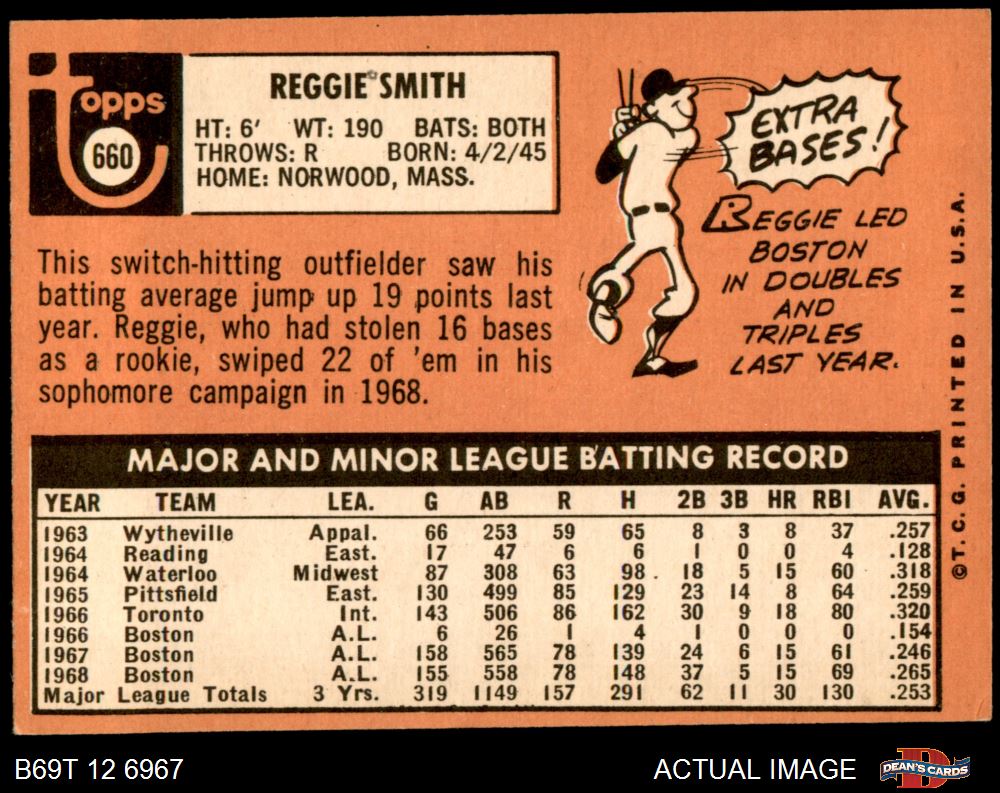 Topps
660
REGGIE SMITH
HT: 6' WT: 190 BATS: BOTH
THROWS: R BORN: 4/2/45
HOME: NORWOOD, MASS.
This switch-hitting outfielder saw his
batting average jump up 19 points last
year. Reggie, who had stolen 16 bases
as a rookie, swiped 22 of 'em in his
sophomore campaign in 1968.
EXTRA
BASES!
REGGIE LED
BOSTON
IN DOUBLES
AND
TRIPLES
LAST YEAR.
MAJOR AND MINOR LEAGUE BATTING RECORD
YEAR TEAM LEA. G AB R H 2B 3B HR RBI AVG.
1963 Wytheville Appal. 66 253 59 65 8 3 8 37 .257
1964 Reading East. 17 47 6 6 1 0 0 4 .128
1964 Waterloo Midwest 87 308 63 98 18 5 15 60 .318
1965 Pittsfield East. 130 499 85 129 23 14 8 64 .259
1966 Toronto Int. 143 506 86 162 30 9 18 80 .320
1966 Boston A.L. 6 26 1 4 1 0 0 0 .154
1967 Boston A.L. 158 565 78 139 24 6 15 61 .246
1968 Boston A.L. 155 558 78 148 37 5 15 69 .265
Major League Totals 3 Yrs. 319 1149 157 291 62 11 30 130 .253
©T.C.G. PRINTED IN U.S.A.
B69T 12 6967
ACTUAL IMAGE
DEAN'S CARDS